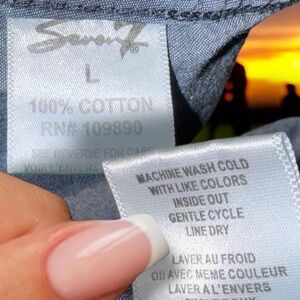 Seven7
L
100% COTTON
RN# 109890
SEE REVERSE FOR CARE
MACHINE WASH COLD
WITH LIKE COLORS
INSIDE OUT
GENTLE CYCLE
LINE DRY
LAVER AU FROID
OU AVEC MEME COULEUR
LAVER A L'ENVERS